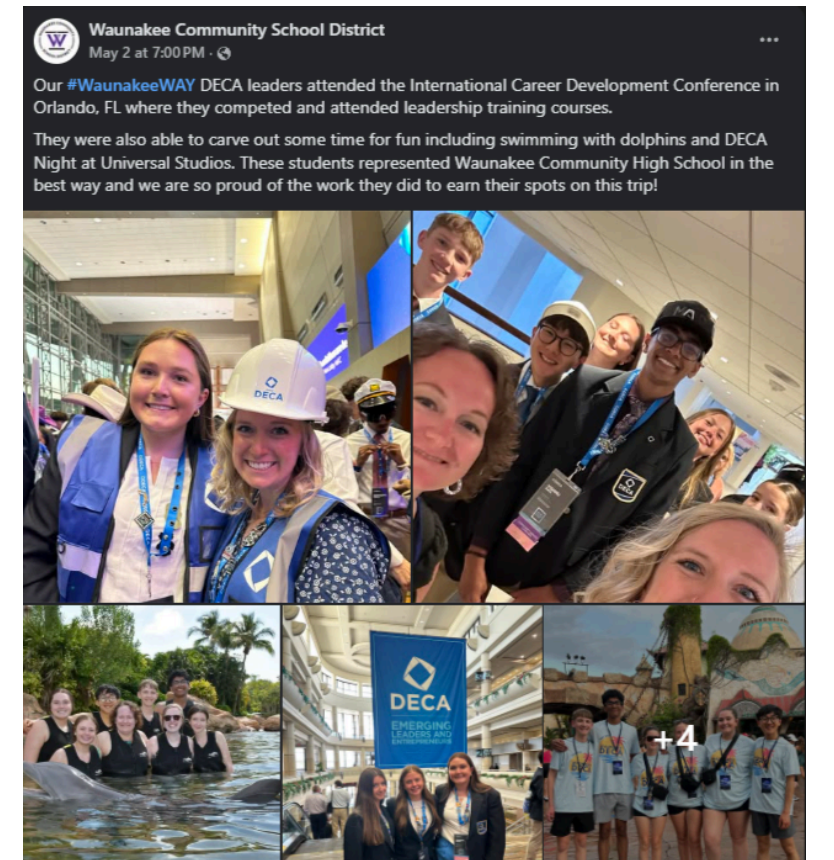 Waunakee Community School District
May 2 at 7:00 PM ·
Our #WaunakeeWAY DECA leaders attended the International Career Development Conference in
Orlando, FL where they competed and attended leadership training courses.
They were also able to carve out some time for fun including swimming with dolphins and DECA
Night at Universal Studios. These students represented Waunakee Community High School in the
best way and we are so proud of the work they did to earn their spots on this trip!
DECA
DECA
DECA
EMERGING
LEADERS AND
ENTREPRENEURS
+4